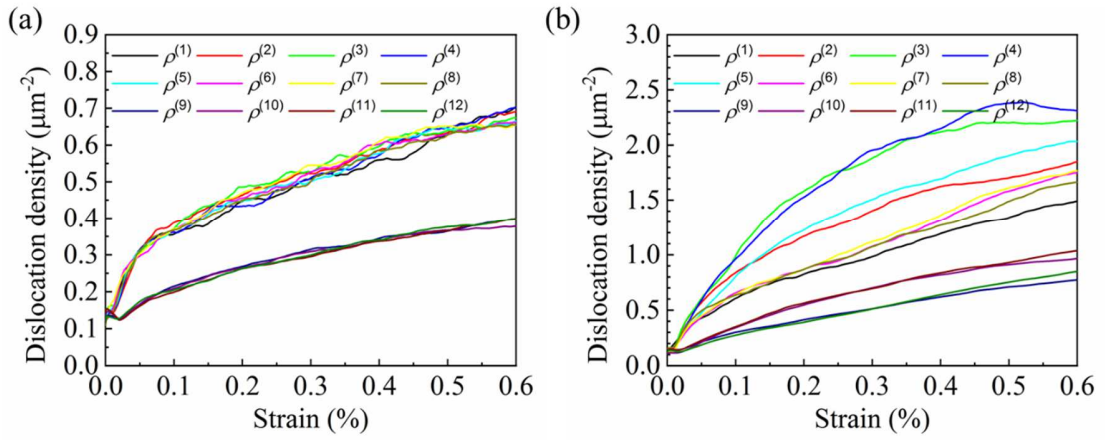 (a)
Dislocation density (μm⁻²)
0.9
0.8
0.7
0.6
0.5
0.4
0.3
0.2
0.1
0.0
ρ⁽¹⁾ ρ⁽²⁾ ρ⁽³⁾ ρ⁽⁴⁾
ρ⁽⁵⁾ ρ⁽⁶⁾ ρ⁽⁷⁾ ρ⁽⁸⁾
ρ⁽⁹⁾ ρ⁽¹⁰⁾ ρ⁽¹¹⁾ ρ⁽¹²⁾
0.0 0.1 0.2 0.3 0.4 0.5 0.6
Strain (%)
(b)
Dislocation density (μm⁻²)
3.0
2.5
2.0
1.5
1.0
0.5
0.0
ρ⁽¹⁾ ρ⁽²⁾ ρ⁽³⁾ ρ⁽⁴⁾
ρ⁽⁵⁾ ρ⁽⁶⁾ ρ⁽⁷⁾ ρ⁽⁸⁾
ρ⁽⁹⁾ ρ⁽¹⁰⁾ ρ⁽¹¹⁾ ρ⁽¹²⁾
0.0 0.1 0.2 0.3 0.4 0.5 0.6
Strain (%)